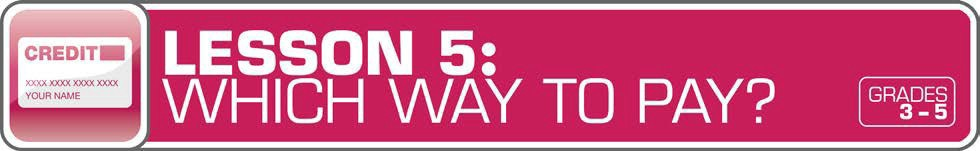 CREDIT
XXXX XXXX XXXX XXXX
YOUR NAME
LESSON 5:
WHICH WAY TO PAY?
GRADES
3 - 5